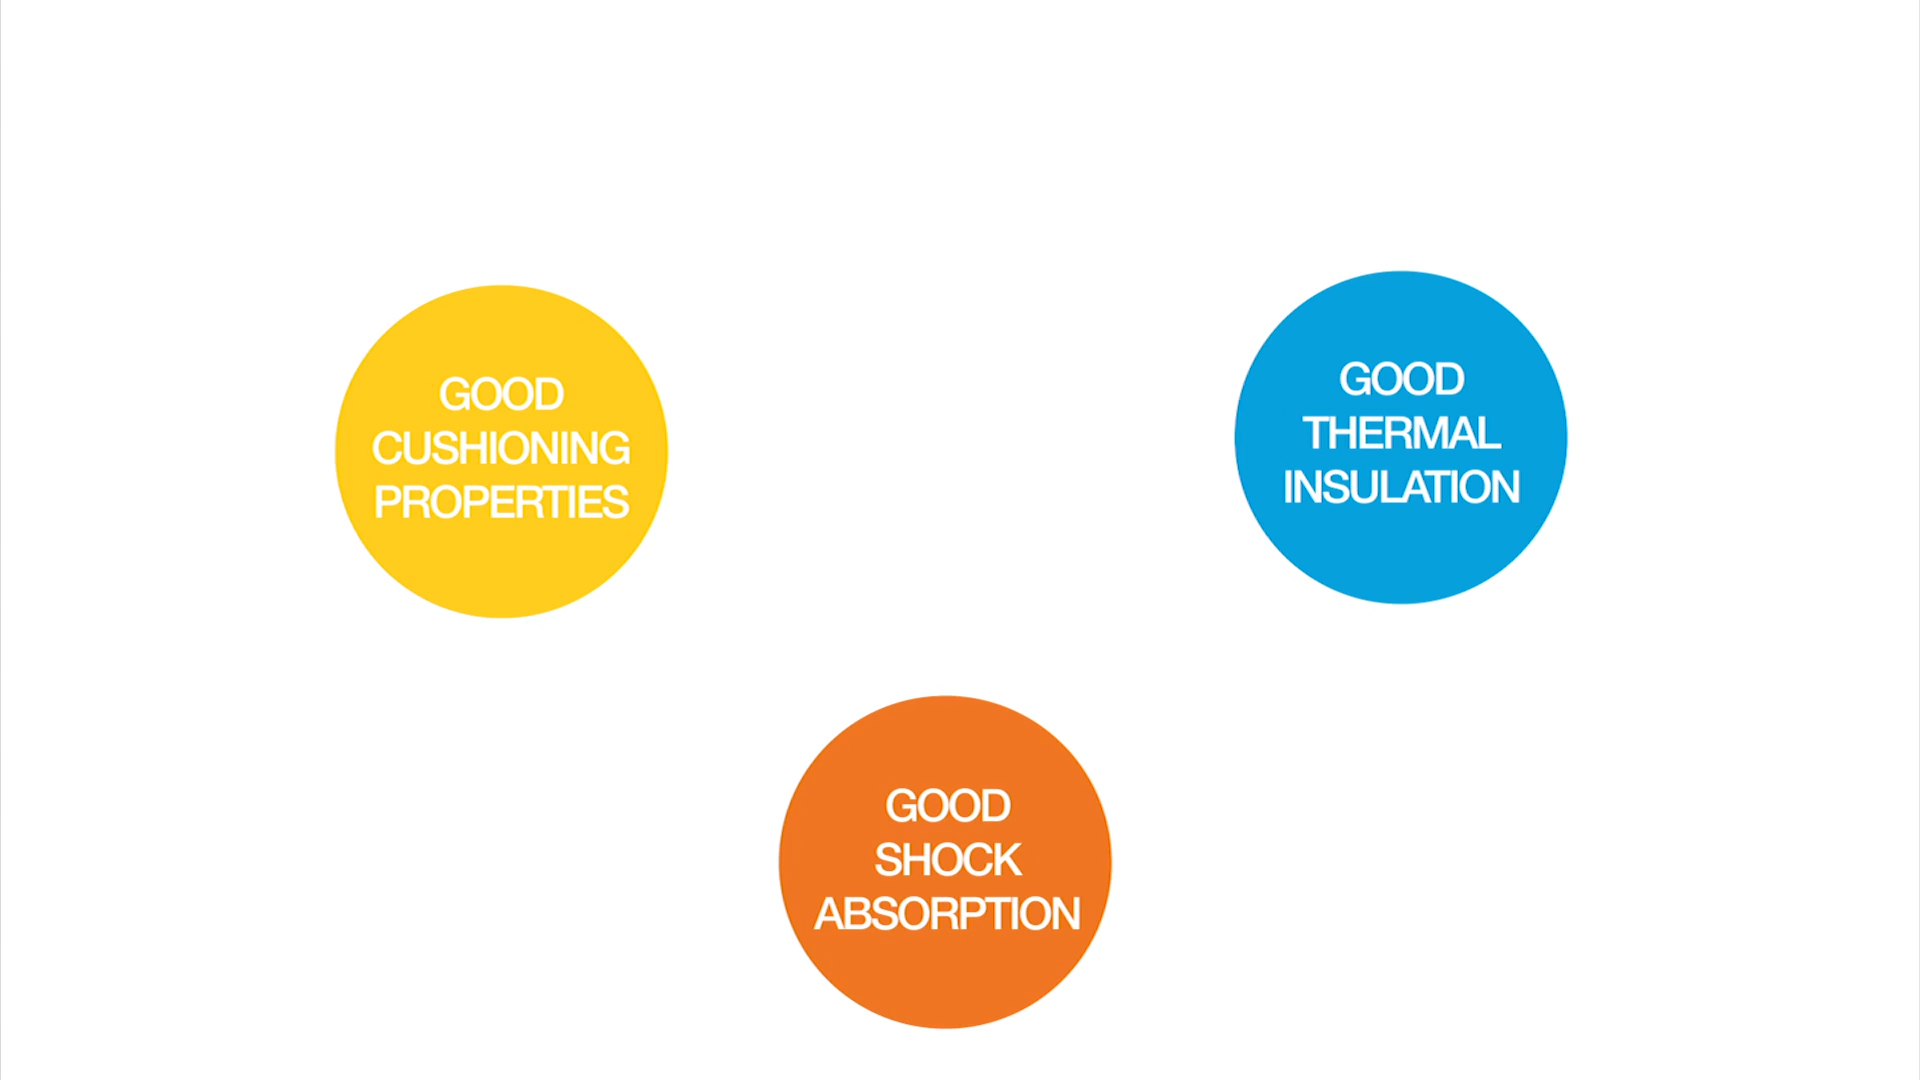 GOOD
CUSHIONING
PROPERTIES
GOOD
THERMAL
INSULATION
GOOD
SHOCK
ABSORPTION